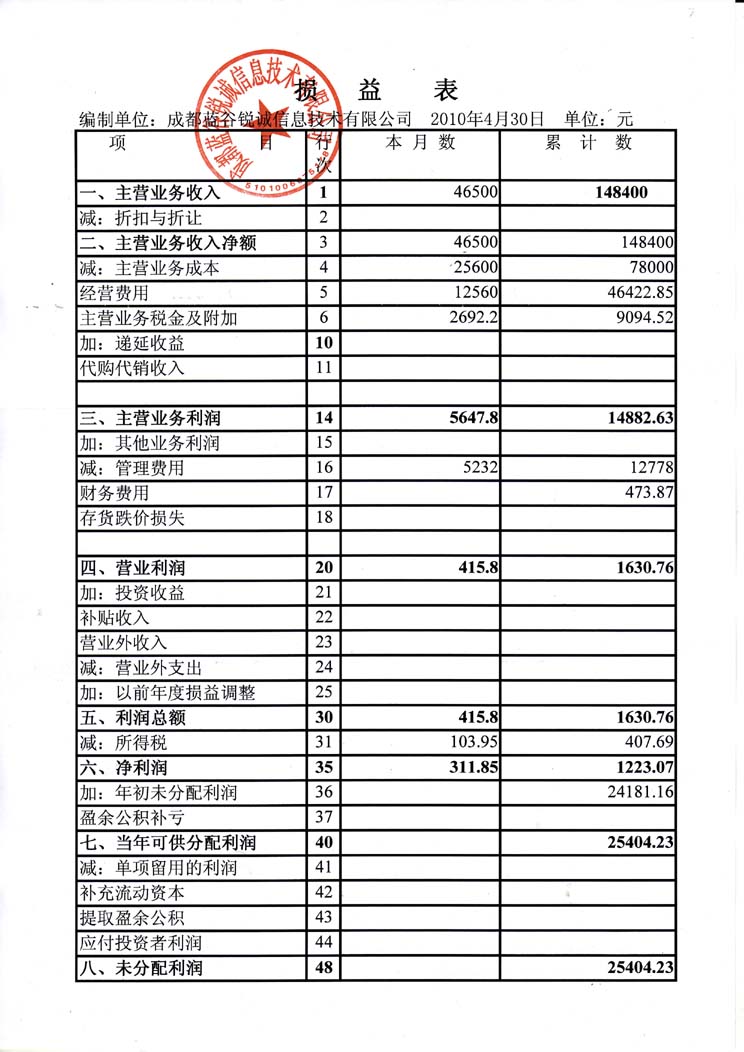 损 益 表
编制单位：成都蓝谷锐诚信息技术有限公司 2010年4月30日 单位：元
成都蓝谷锐诚信息技术有限公司
项 目 行次 本 月 数 累 计 数
一、主营业务收入 1 46500 148400
减：折扣与折让 2
二、主营业务收入净额 3 46500 148400
减：主营业务成本 4 25600 78000
经营费用 5 12560 46422.85
主营业务税金及附加 6 2692.2 9094.52
加：递延收益 10
代购代销收入 11
三、主营业务利润 14 5647.8 14882.63
加：其他业务利润 15
减：管理费用 16 5232 12778
财务费用 17 473.87
存货跌价损失 18
四、营业利润 20 415.8 1630.76
加：投资收益 21
补贴收入 22
营业外收入 23
减：营业外支出 24
加：以前年度损益调整 25
五、利润总额 30 415.8 1630.76
减：所得税 31 103.95 407.69
六、净利润 35 311.85 1223.07
加：年初未分配利润 36 24181.16
盈余公积补亏 37
七、当年可供分配利润 40 25404.23
减：单项留用的利润 41
补充流动资本 42
提取盈余公积 43
应付投资者利润 44
八、未分配利润 48 25404.23